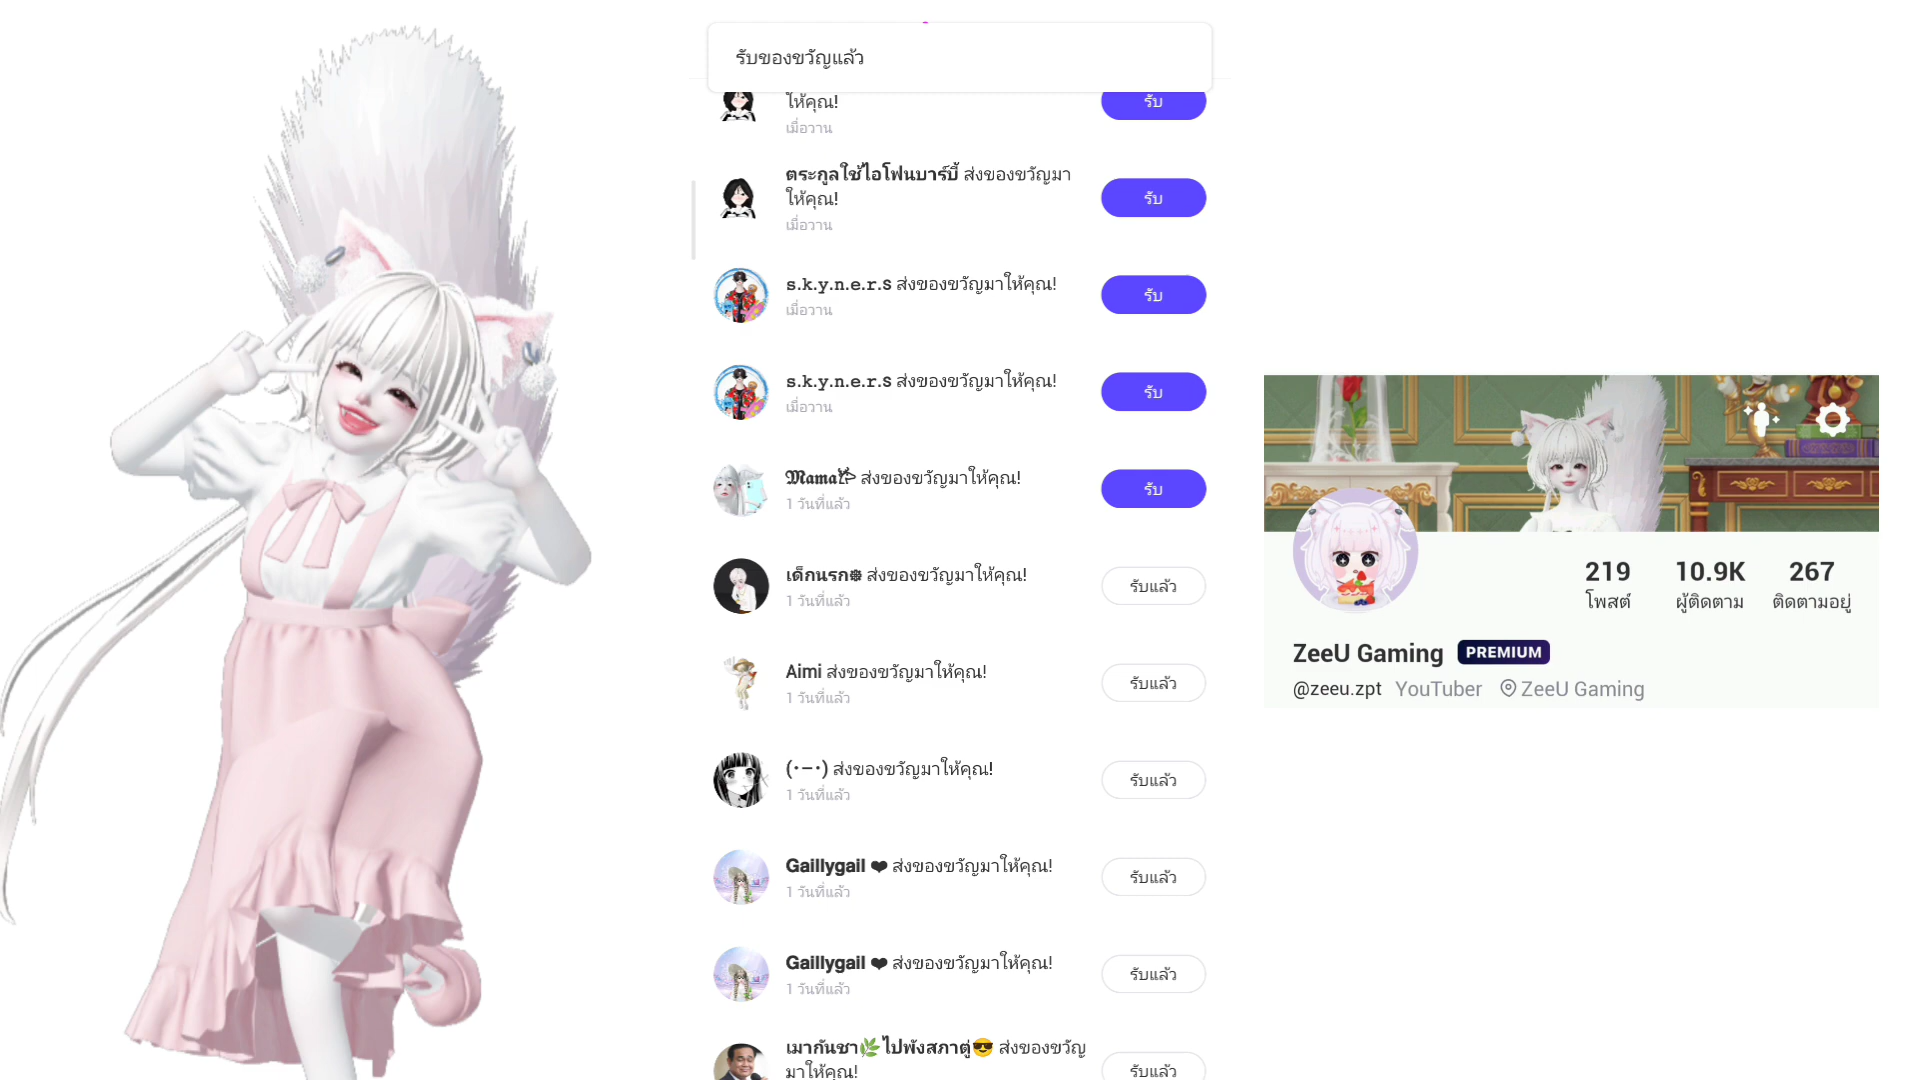 รับของขวัญแล้ว
ให้คุณ!
รับ
เมื่อวาน
ตระกูลใช้ไอโฟนบาร์บี้ ส่งของขวัญมา
ให้คุณ!
รับ
เมื่อวาน
s.k.y.n.e.r.s ส่งของขวัญมาให้คุณ!
รับ
เมื่อวาน
s.k.y.n.e.r.s ส่งของขวัญมาให้คุณ!
รับ
เมื่อวาน
𝕸𝖆𝖒𝖆 ส่งของขวัญมาให้คุณ!
รับ
1 วันที่แล้ว
เด็กนรก ส่งของขวัญมาให้คุณ!
รับแล้ว
1 วันที่แล้ว
Aimi ส่งของขวัญมาให้คุณ!
รับแล้ว
1 วันที่แล้ว
(･–･) ส่งของขวัญมาให้คุณ!
รับแล้ว
1 วันที่แล้ว
Gaillygail ❤ ส่งของขวัญมาให้คุณ!
รับแล้ว
1 วันที่แล้ว
Gaillygail ❤ ส่งของขวัญมาให้คุณ!
รับแล้ว
1 วันที่แล้ว
เมากันชา🌿ไปพังสภาตู่😎 ส่งของขวัญ
มาให้คุณ!
รับแล้ว
219 10.9K 267
โพสต์ ผู้ติดตาม ติดตามอยู่
ZeeU Gaming PREMIUM
@zeeu.zpt YouTuber ZeeU Gaming